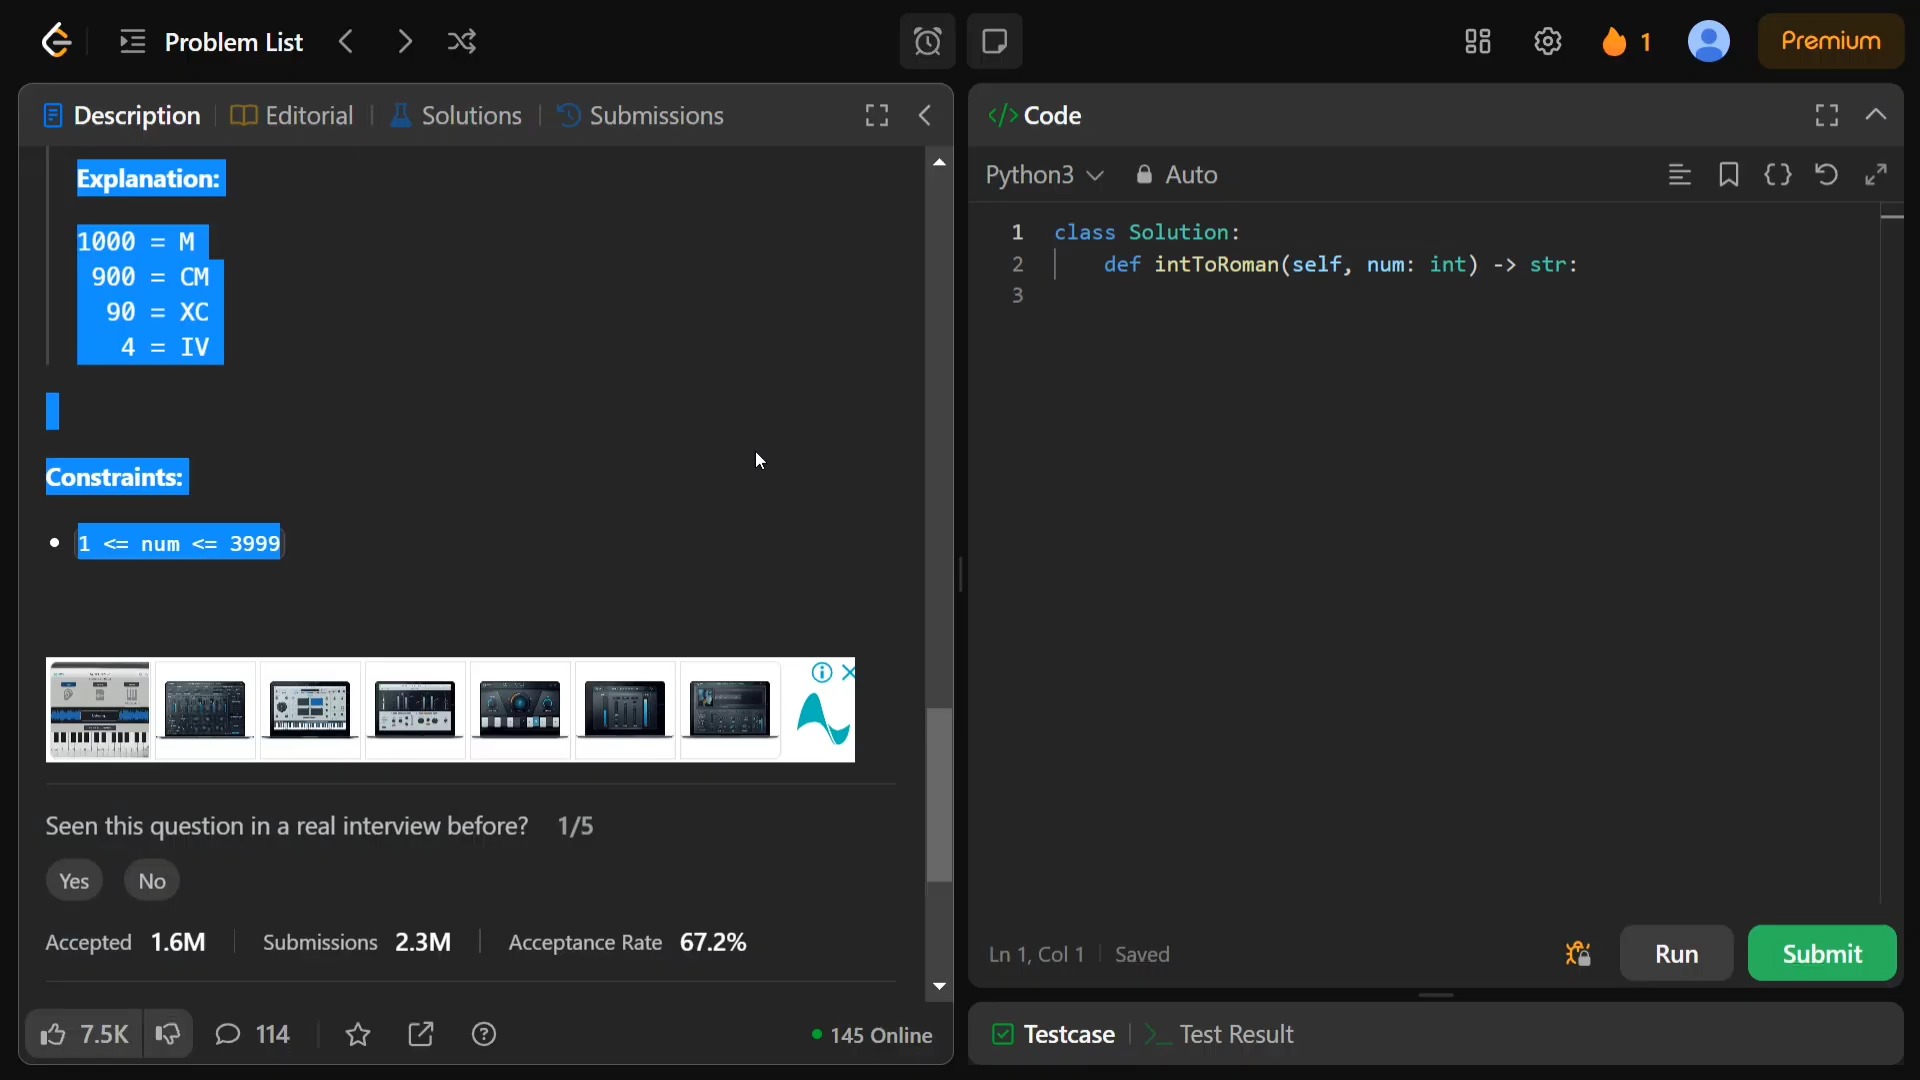 Problem List
1
Premium
Description
Editorial
Solutions
Submissions
Explanation:
1000 = M
900 = CM
90 = XC
4 = IV
Constraints:
1 <= num <= 3999
Seen this question in a real interview before? 1/5
Yes
No
Accepted 1.6M
Submissions 2.3M
Acceptance Rate 67.2%
7.5K
114
145 Online
</> Code
Python3
Auto
1 class Solution:
2 def intToRoman(self, num: int) -> str:
3
Ln 1, Col 1
Saved
Run
Submit
Testcase
>_ Test Result